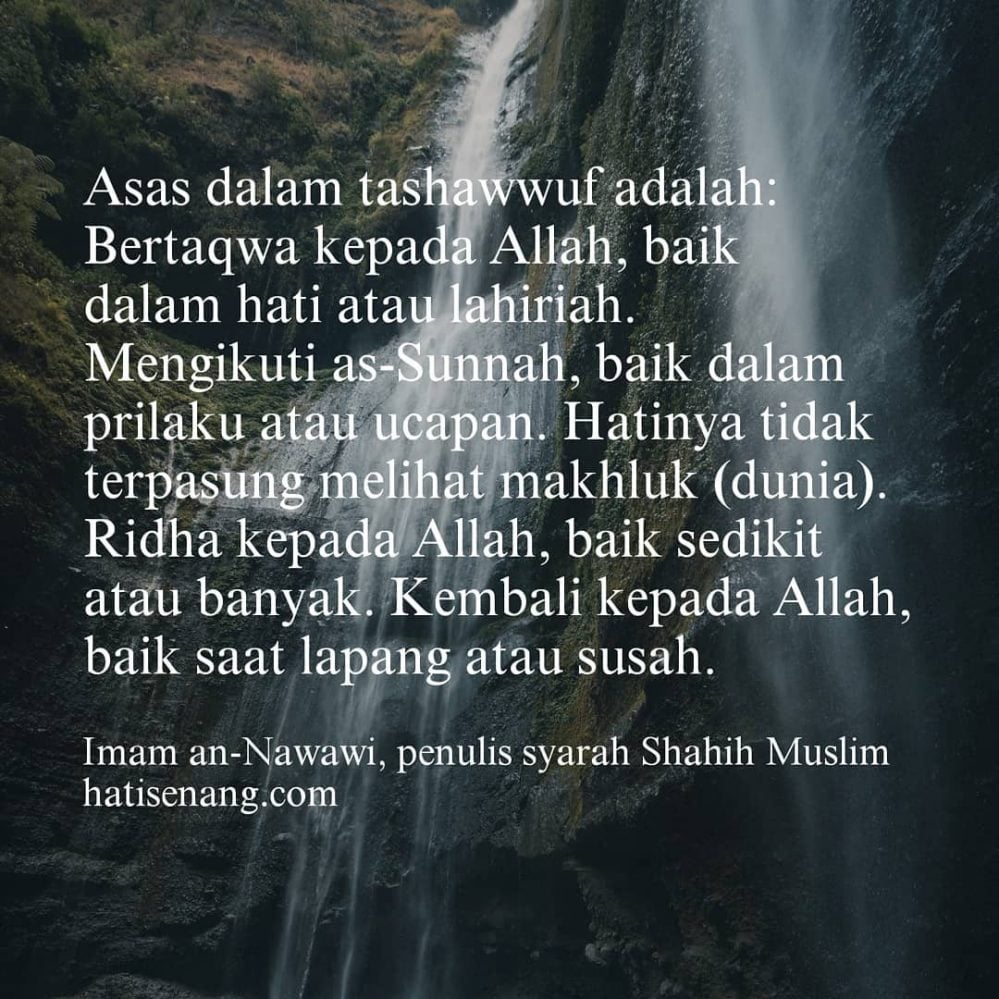 Asas dalam tashawwuf adalah:
Bertaqwa kepada Allah, baik
dalam hati atau lahiriah.
Mengikuti as-Sunnah, baik dalam
prilaku atau ucapan. Hatinya tidak
terpasung melihat makhluk (dunia).
Ridha kepada Allah, baik sedikit
atau banyak. Kembali kepada Allah,
baik saat lapang atau susah.
Imam an-Nawawi, penulis syarah Shahih Muslim
hatisenang.com